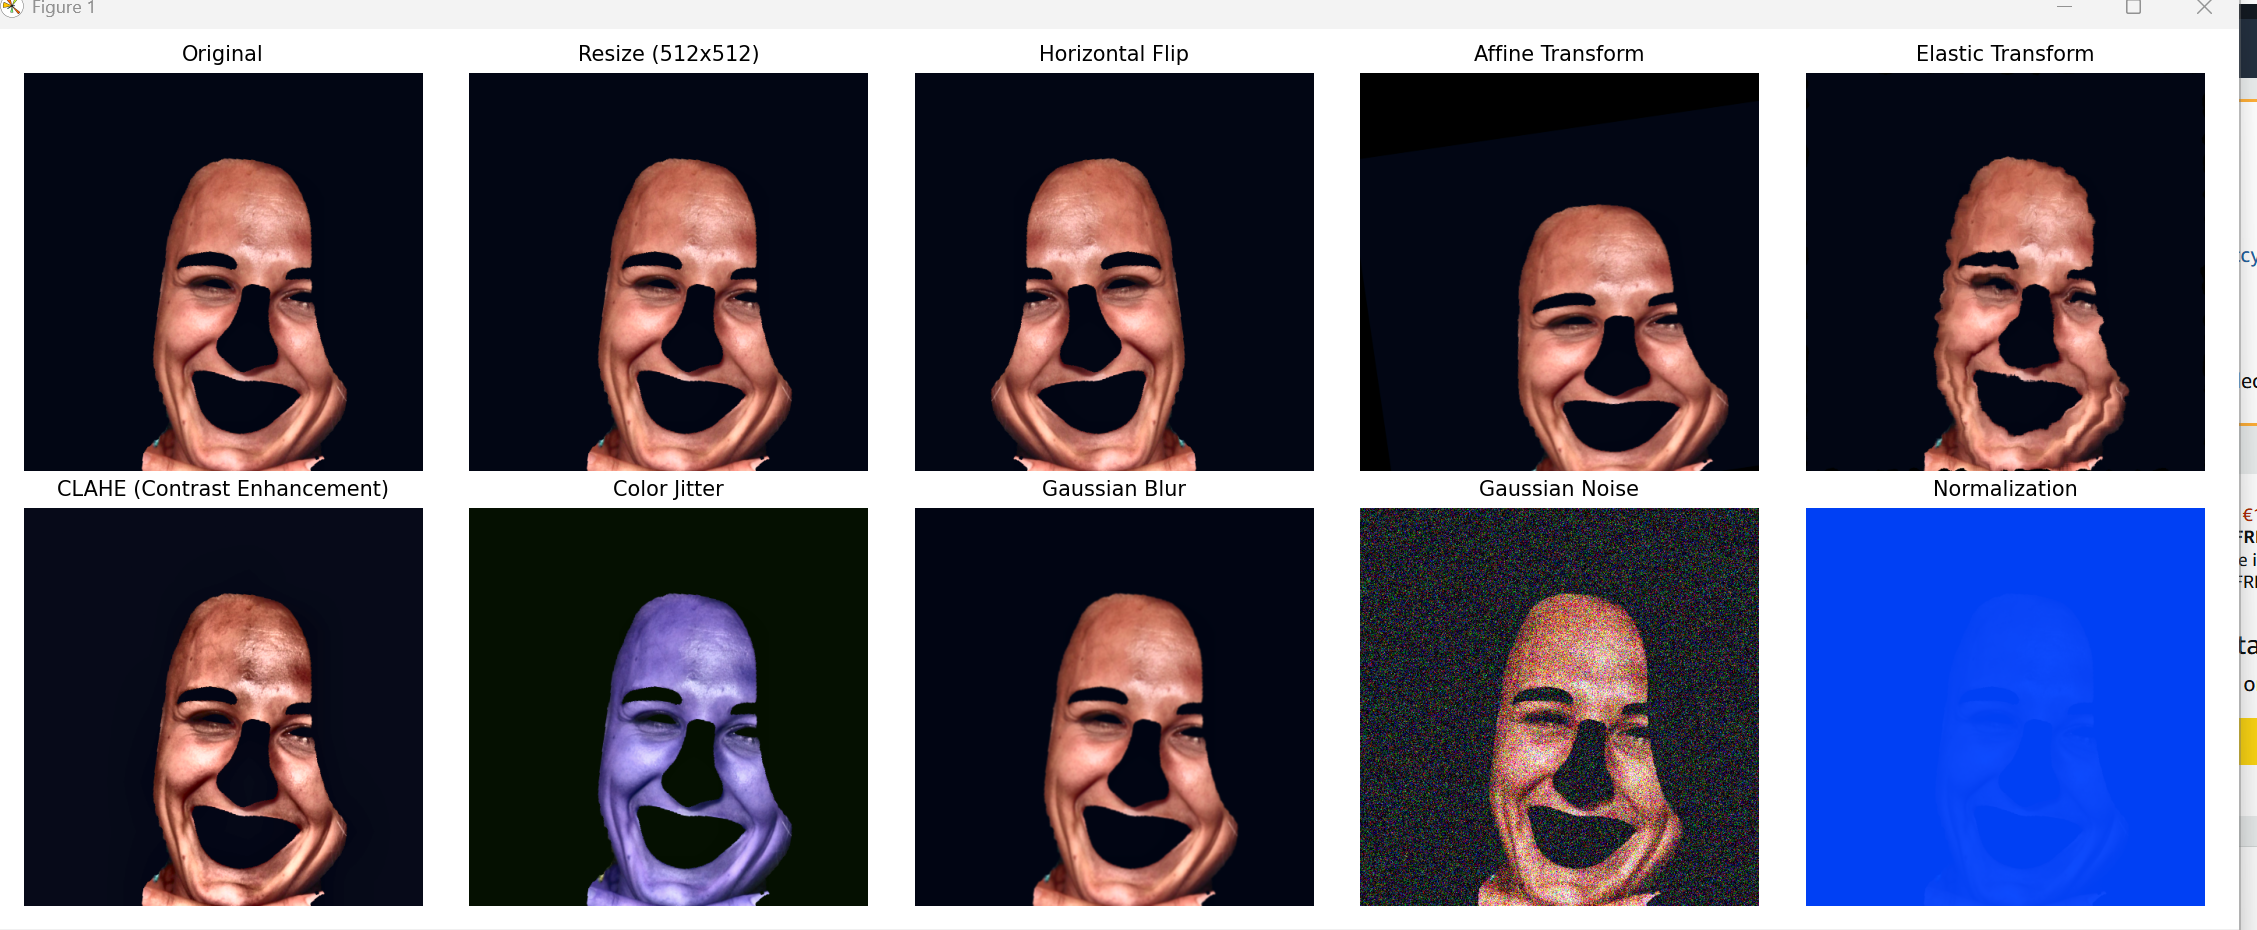 Figure 1
Original
Resize (512x512)
Horizontal Flip
Affine Transform
Elastic Transform
CLAHE (Contrast Enhancement)
Color Jitter
Gaussian Blur
Gaussian Noise
Normalization